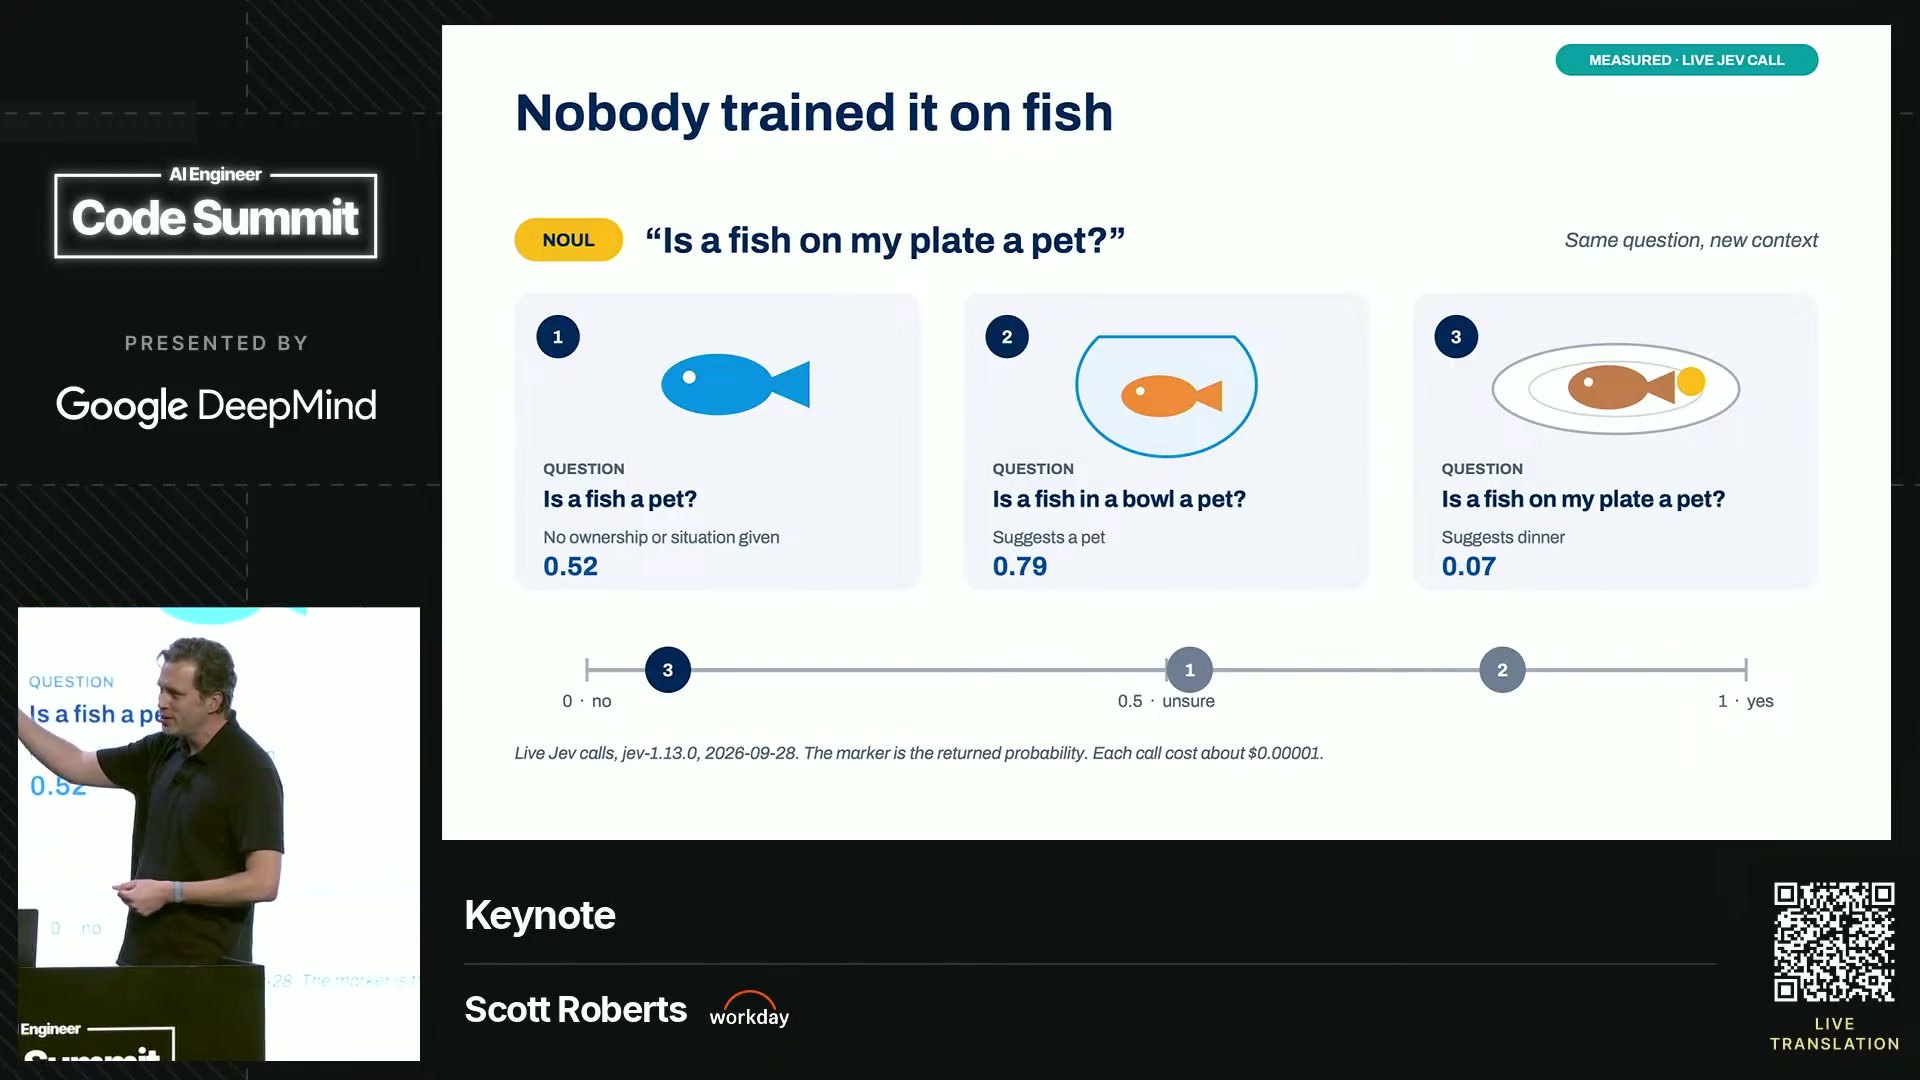 AI Engineer
Code Summit
PRESENTED BY
Google DeepMind
MEASURED · LIVE JEV CALL
Nobody trained it on fish
NOUL
“Is a fish on my plate a pet?”
Same question, new context
1
QUESTION
Is a fish a pet?
No ownership or situation given
0.52
2
QUESTION
Is a fish in a bowl a pet?
Suggests a pet
0.79
3
QUESTION
Is a fish on my plate a pet?
Suggests dinner
0.07
3
1
2
0 · no
0.5 · unsure
1 · yes
Live Jev calls, jev-1.13.0, 2026-09-28. The marker is the returned probability. Each call cost about $0.00001.
QUESTION
Is a fish a pe
0.52
0 no
-28. The marker is t
Engineer
Summit
Keynote
Scott Roberts
workday
LIVE
TRANSLATION